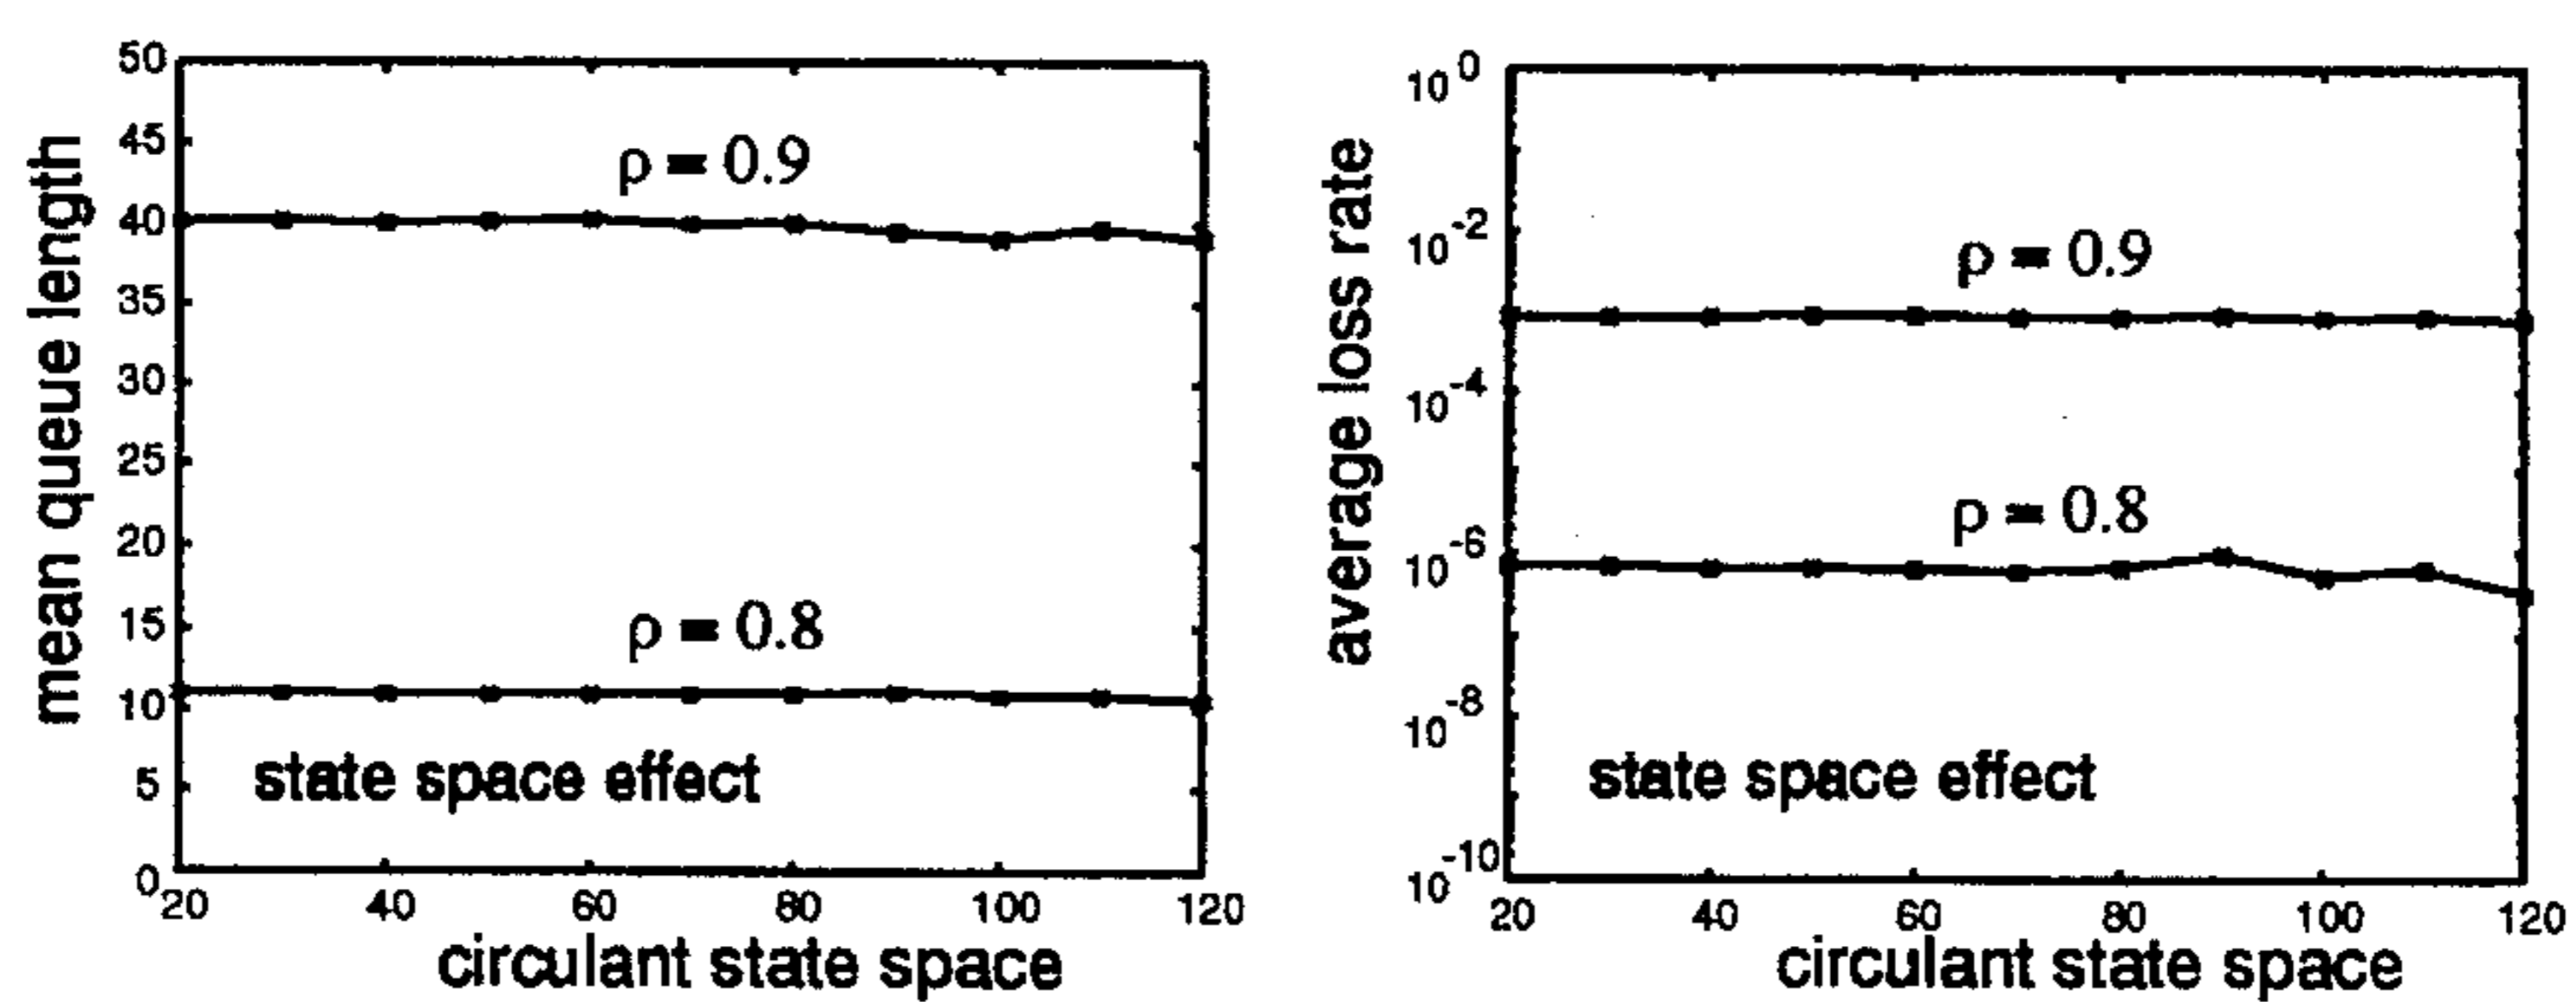 mean queue length
50
45
40
35
30
25
20
15
10
5
0
ρ = 0.9
ρ = 0.8
state space effect
20 40 60 80 100 120
circulant state space
average loss rate
10^0
10^-2
10^-4
10^-6
10^-8
10^-10
ρ = 0.9
ρ = 0.8
state space effect
20 40 60 80 100 120
circulant state space